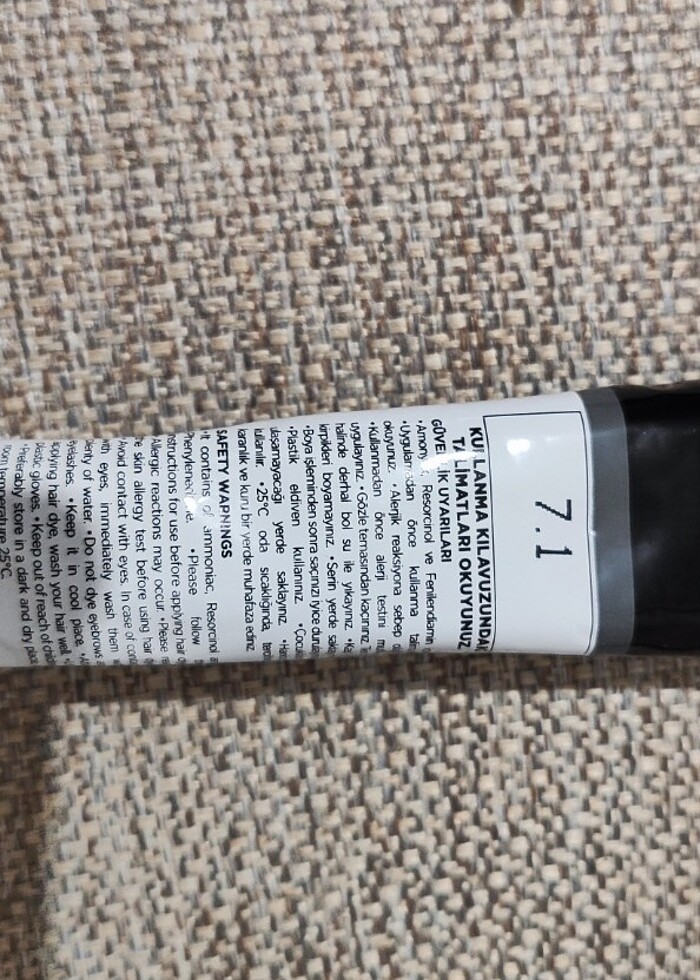 7.1
KULLANMA KILAVUZUNDAKİ
TALİMATLARI OKUYUNUZ
GÜVENLİK UYARILARI
Resorcinol ve Fenilendiamin
önce kullanma
okuyunuz. •Alerjik reaksiyona sebep
•Kullanmadan önce alerji testini
uygulayınız. •Gözle temasından kaçınınız.
halinde derhal bol su ile yıkayınız.
kirpikleri boyamayınız. •Serin yerde
•Boya işleminden sonra saçınızı iyice
•Plastik eldiven kullanınız.
ulaşamayacağı yerde saklayınız.
kullanılır. •25°C oda sıcaklığında,
karanlık ve kuru bir yerde muhafaza ediniz.
SAFETY WARNINGS
•It contains of ammoniac, Resorcinol
Phenylenediamine. •Please follow
instructions for use before applying hair
Allergic reactions may occur. •Please
the skin allergy test before using hair
Avoid contact with eyes. In case of
with eyes, immediately wash them
plenty of water. •Do not dye eyebrows
eyelashes. •Keep it in cool place.
applying hair dye, wash your hair well.
plastic gloves. •Keep out of reach of
•Preferably store in a dark and dry
room temperature 25°C.